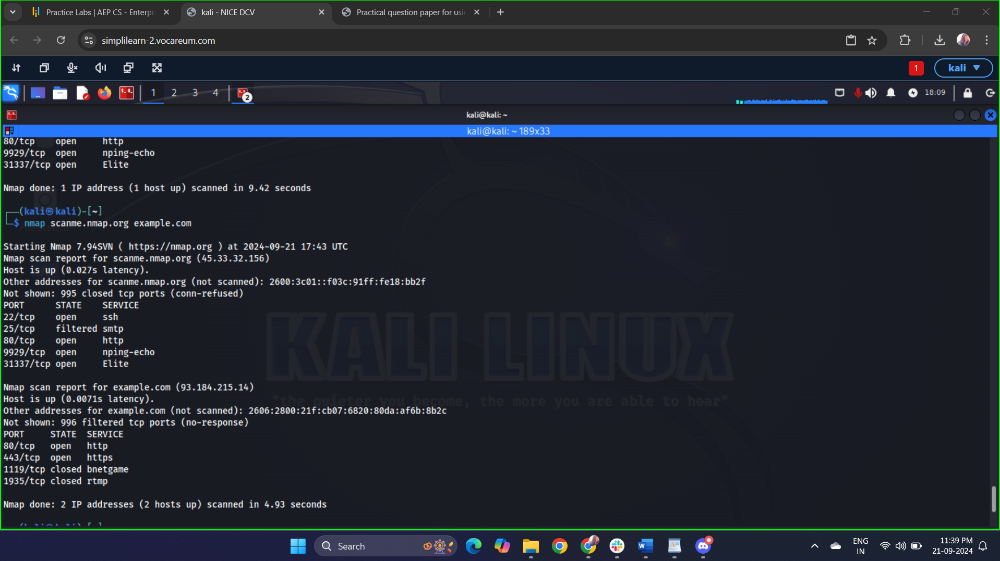 Practice Labs | AEP CS - Enterpr
kali - NICE DCV
Practical question paper for usin
simplilearn-2.vocareum.com
1
kali
1 2 3 4
2
18:09
kali@kali: ~
kali@kali: ~ 189x33
80/tcp open http
9929/tcp open nping-echo
31337/tcp open Elite
Nmap done: 1 IP address (1 host up) scanned in 9.42 seconds
(kali㉿kali)-[~]
$ nmap scanme.nmap.org example.com
File System
Starting Nmap 7.94SVN ( https://nmap.org ) at 2024-09-21 17:43 UTC
Nmap scan report for scanme.nmap.org (45.33.32.156)
Host is up (0.027s latency).
Other addresses for scanme.nmap.org (not scanned): 2600:3c01::f03c:91ff:fe18:bb2f
Not shown: 995 closed tcp ports (conn-refused)
PORT STATE SERVICE
22/tcp open ssh
25/tcp filtered smtp
80/tcp open http
9929/tcp open nping-echo
31337/tcp open Elite
KALI LINUX
"the quieter you become, the more you are able to hear"
Nmap scan report for example.com (93.184.215.14)
Host is up (0.0071s latency).
Other addresses for example.com (not scanned): 2606:2800:21f:cb07:6820:80da:af6b:8b2c
Not shown: 996 filtered tcp ports (no-response)
PORT STATE SERVICE
80/tcp open http
443/tcp open https
1119/tcp closed bnetgame
1935/tcp closed rtmp
Nmap done: 2 IP addresses (2 hosts up) scanned in 4.93 seconds
(kali㉿kali)-[~]
Search
ENG
IN
11:39 PM
21-09-2024